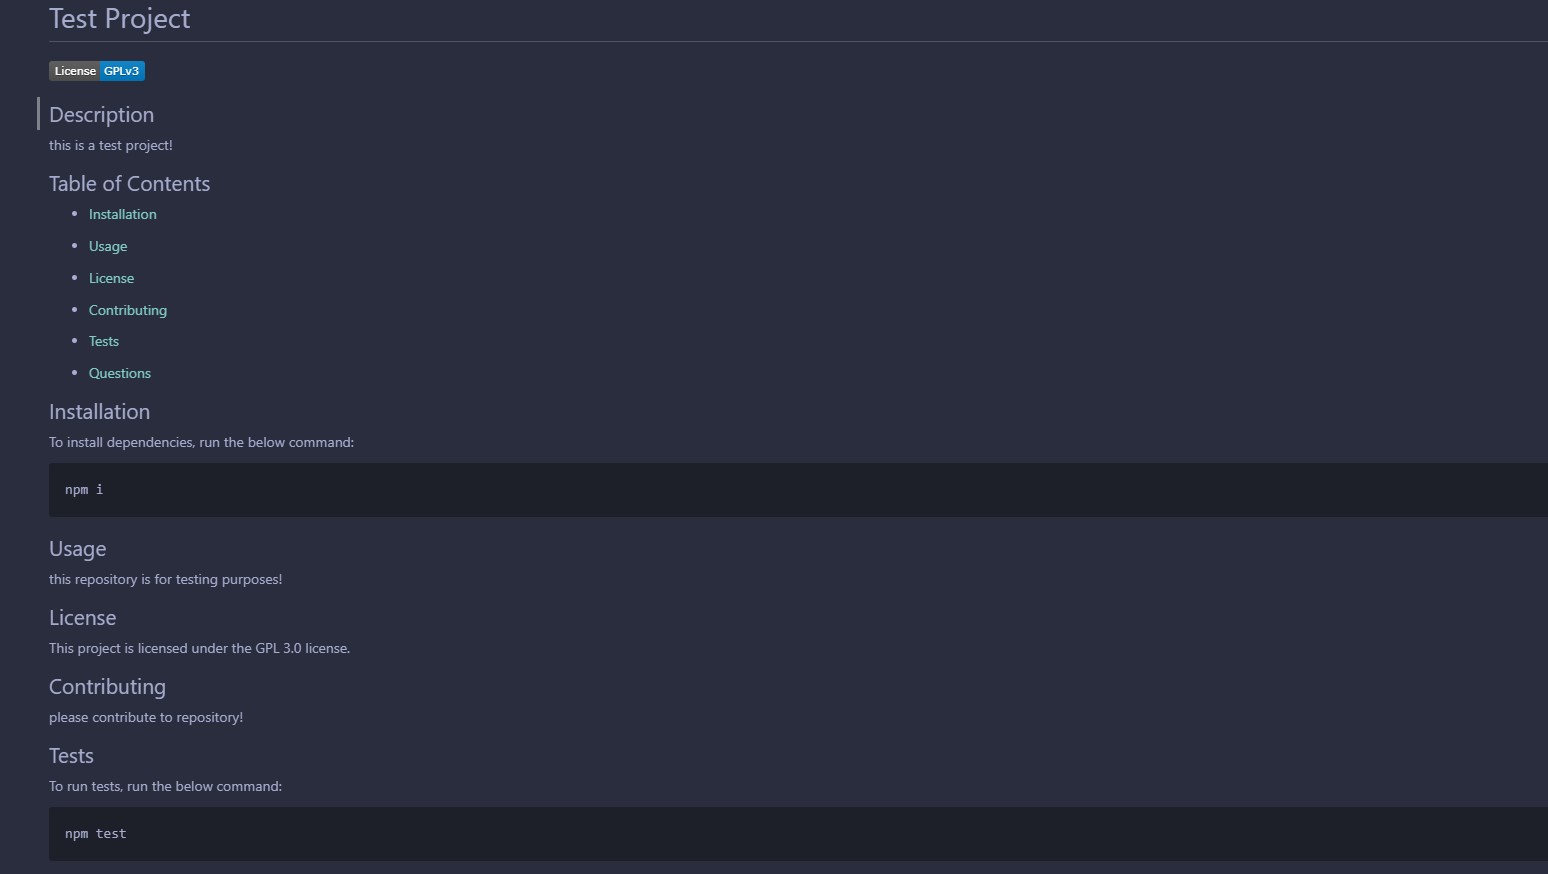 Test Project
License GPLv3
Description
this is a test project!
Table of Contents
Installation
Usage
License
Contributing
Tests
Questions
Installation
To install dependencies, run the below command:
npm i
Usage
this repository is for testing purposes!
License
This project is licensed under the GPL 3.0 license.
Contributing
please contribute to repository!
Tests
To run tests, run the below command:
npm test